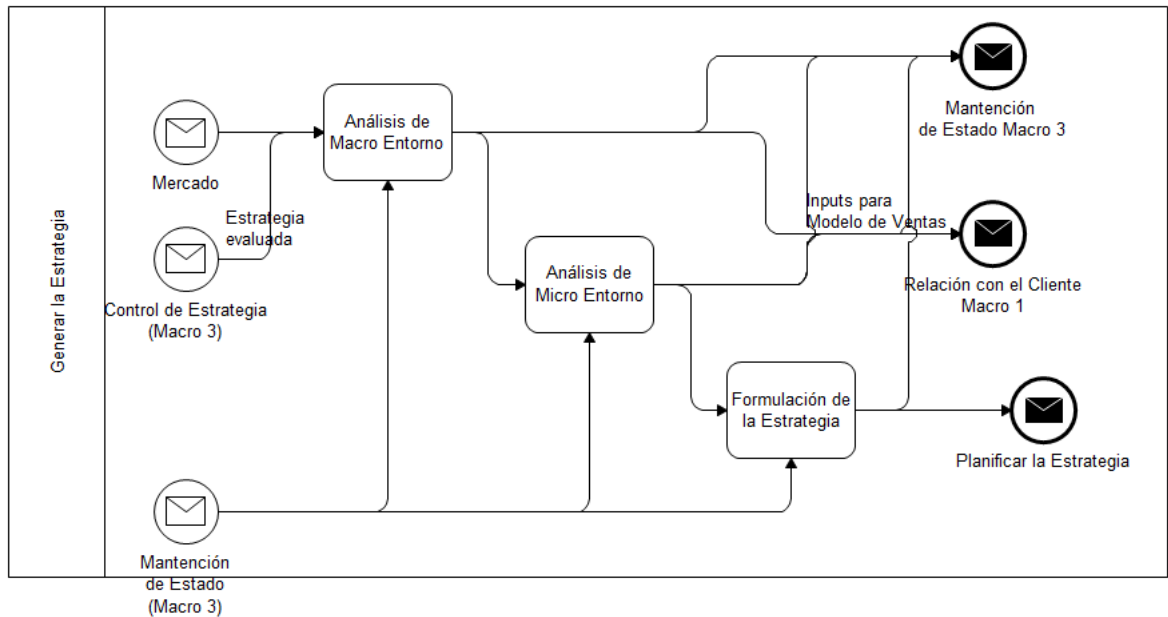 Generar la Estrategia
Mercado
Estrategia
evaluada
Control de Estrategia
(Macro 3)
Mantención
de Estado
(Macro 3)
Análisis de
Macro Entorno
Análisis de
Micro Entorno
Formulación de
la Estrategia
Inputs para
Modelo de Ventas
Mantención
de Estado Macro 3
Relación con el Cliente
Macro 1
Planificar la Estrategia